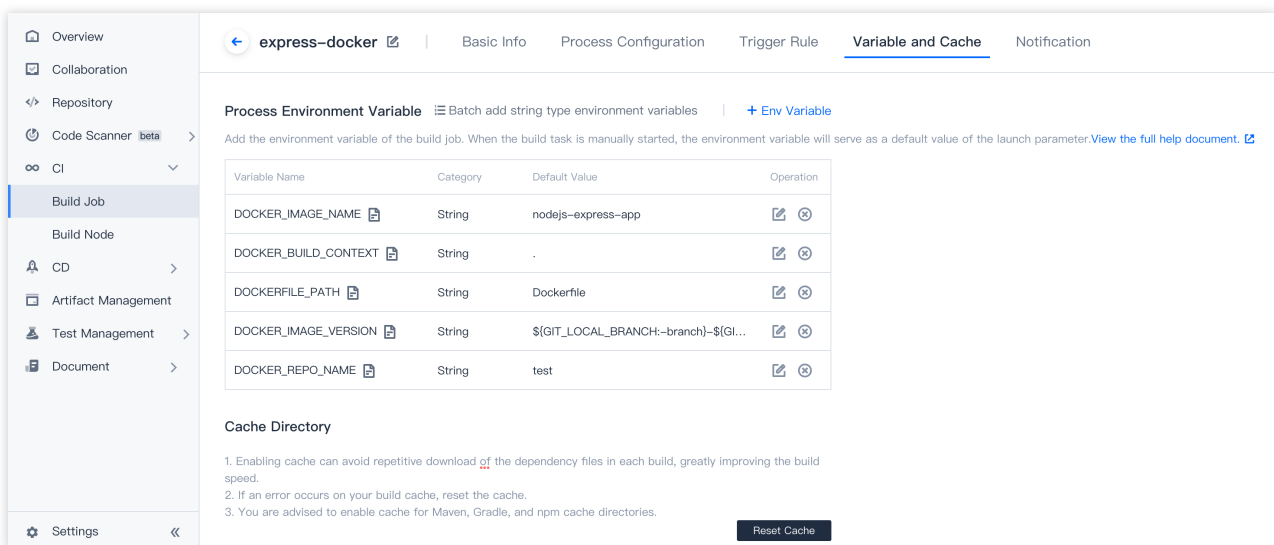 Overview
Collaboration
Repository
Code Scanner beta
CI
Build Job
Build Node
CD
Artifact Management
Test Management
Document
Settings
express-docker
Basic Info Process Configuration Trigger Rule Variable and Cache Notification
Process Environment Variable Batch add string type environment variables + Env Variable
Add the environment variable of the build job. When the build task is manually started, the environment variable will serve as a default value of the launch parameter.View the full help document.
Variable Name Category Default Value Operation
DOCKER_IMAGE_NAME String nodejs-express-app
DOCKER_BUILD_CONTEXT String .
DOCKERFILE_PATH String Dockerfile
DOCKER_IMAGE_VERSION String ${GIT_LOCAL_BRANCH:-branch}-${GI...
DOCKER_REPO_NAME String test
Cache Directory
1. Enabling cache can avoid repetitive download of the dependency files in each build, greatly improving the build
speed.
2. If an error occurs on your build cache, reset the cache.
3. You are advised to enable cache for Maven, Gradle, and npm cache directories.
Reset Cache